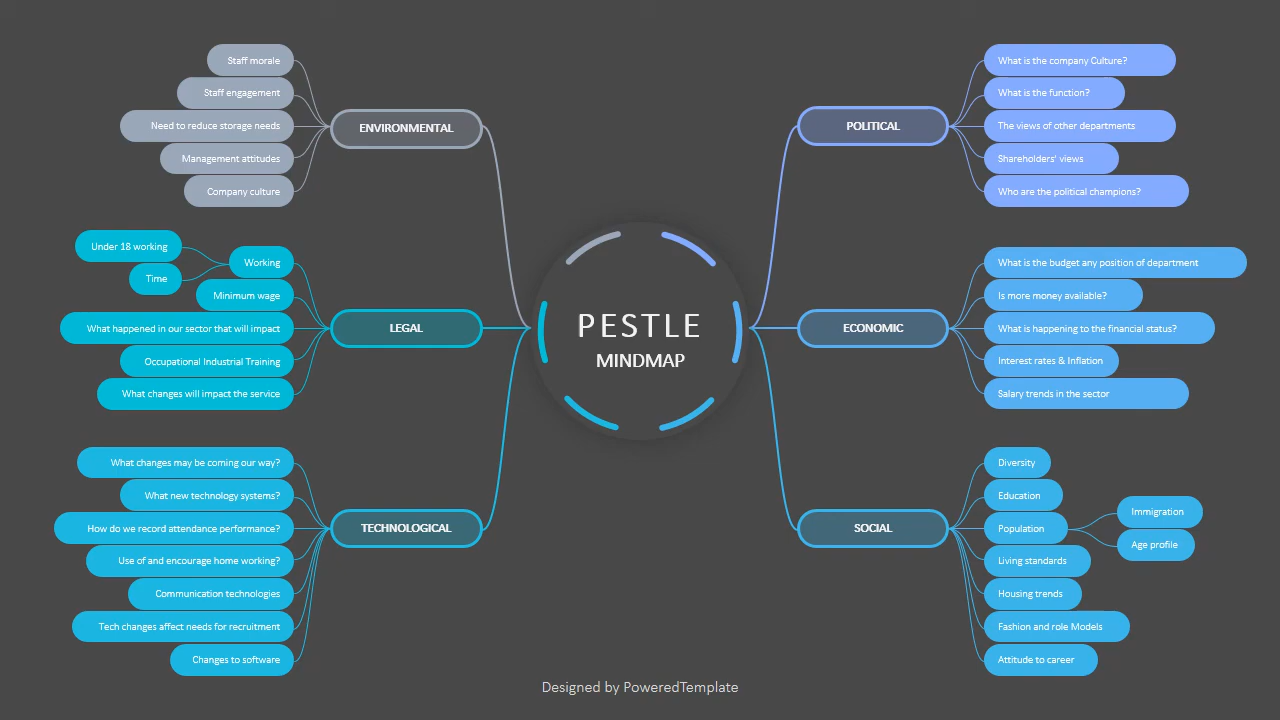 PESTLE
MINDMAP
ENVIRONMENTAL
Staff morale
Staff engagement
Need to reduce storage needs
Management attitudes
Company culture
LEGAL
Working
Under 18 working
Time
Minimum wage
What happened in our sector that will impact
Occupational Industrial Training
What changes will impact the service
TECHNOLOGICAL
What changes may be coming our way?
What new technology systems?
How do we record attendance performance?
Use of and encourage home working?
Communication technologies
Tech changes affect needs for recruitment
Changes to software
POLITICAL
What is the company Culture?
What is the function?
The views of other departments
Shareholders' views
Who are the political champions?
ECONOMIC
What is the budget any position of department
Is more money available?
What is happening to the financial status?
Interest rates & Inflation
Salary trends in the sector
SOCIAL
Diversity
Education
Population
Immigration
Age profile
Living standards
Housing trends
Fashion and role Models
Attitude to career
Designed by PoweredTemplate